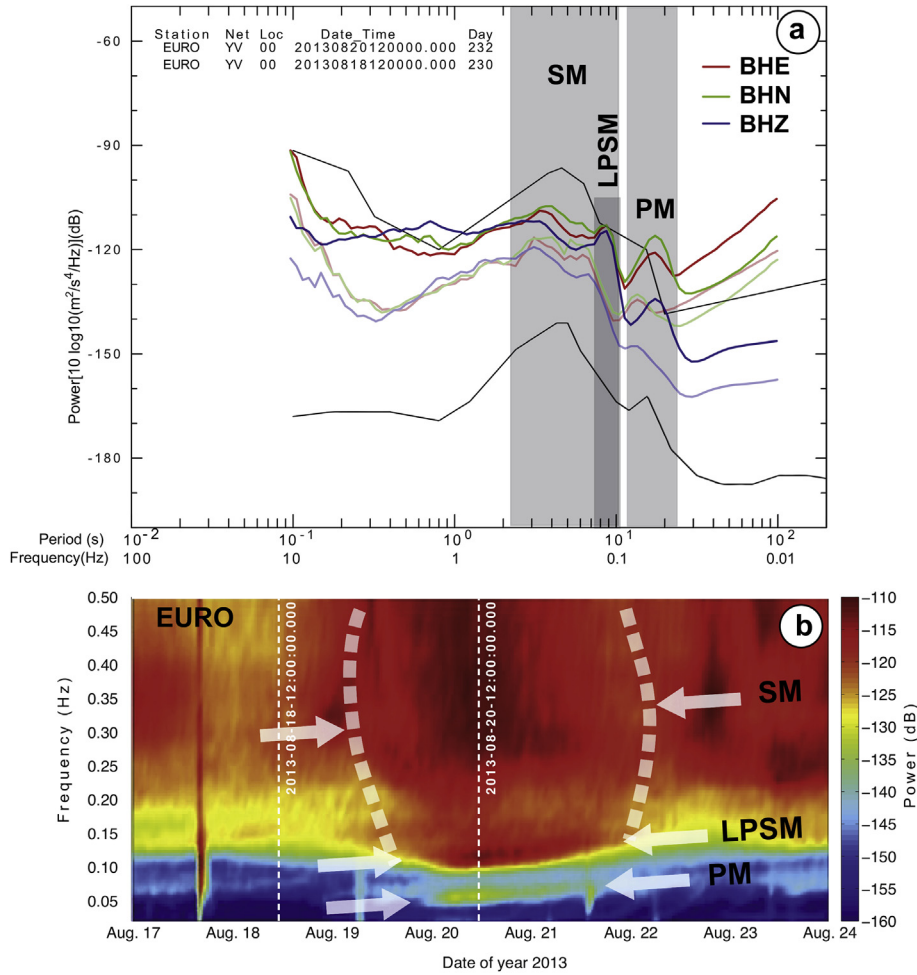 a
Station Net Loc Date_Time Day
EURO YV 00 20130820120000.000 232
EURO YV 00 20130818120000.000 230
SM
LPSM
PM
BHE
BHN
BHZ
-60
-90
-120
-150
-180
Power[10 log10(m²/s⁴/Hz)](dB)
Period (s) 10⁻² 10⁻¹ 10⁰ 10¹ 10²
Frequency(Hz) 100 10 1 0.1 0.01
EURO
b
2013-08-18-12:00:00.000
2013-08-20-12:00:00.000
SM
LPSM
PM
0.50
0.45
0.40
0.35
0.30
0.25
0.20
0.15
0.10
0.05
Frequency (Hz)
−110
−115
−120
−125
−130
−135
−140
−145
−150
−155
−160
Power (dB)
Aug. 17 Aug. 18 Aug. 19 Aug. 20 Aug. 21 Aug. 22 Aug. 23 Aug. 24
Date of year 2013